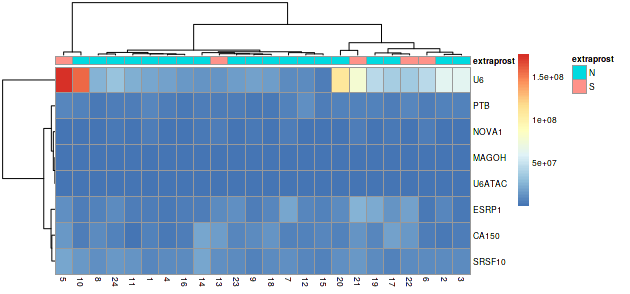 extraprost
U6
PTB
NOVA1
MAGOH
U6ATAC
ESRP1
CA150
SRSF10
5 10 8 24 11 1 4 16 14 13 23 9 18 7 12 15 20 21 19 17 22 6 2 3
1.5e+08
1e+08
5e+07
extraprost
N
S